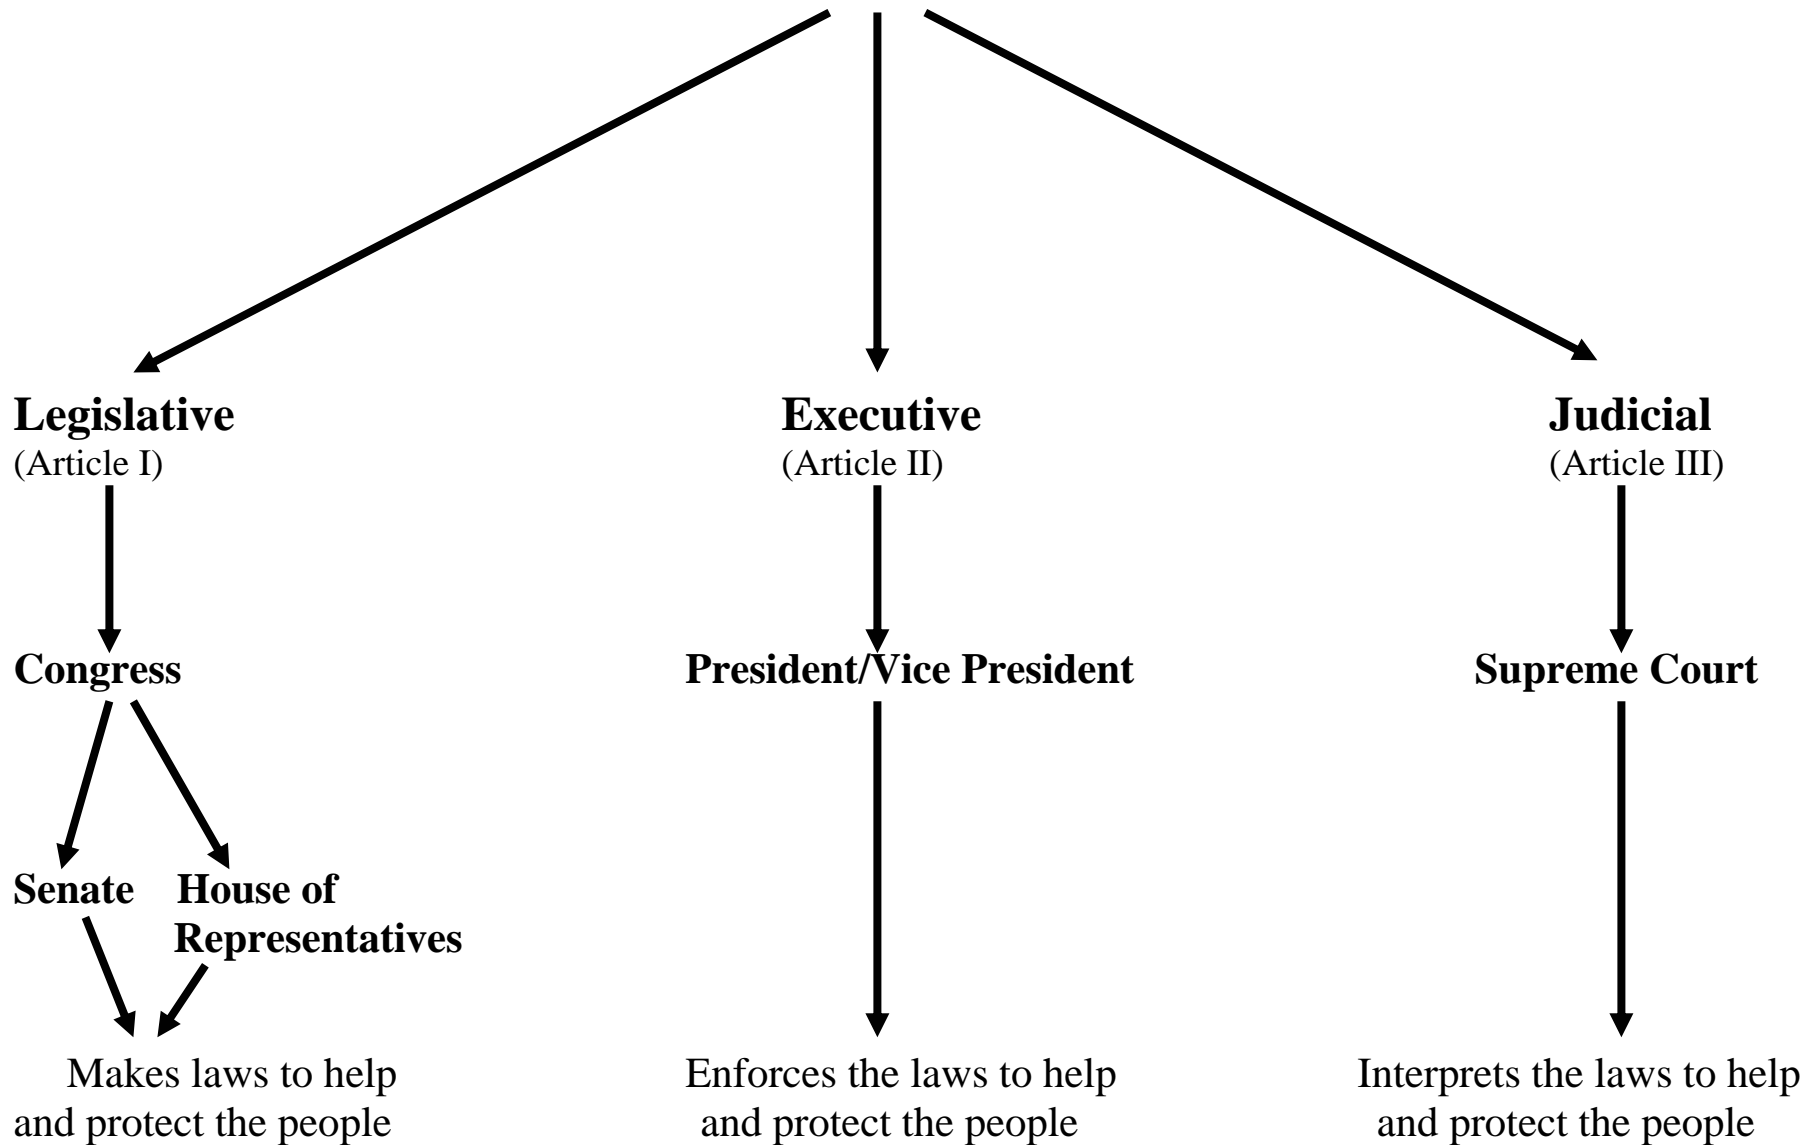 Legislative
(Article I)
Executive
(Article II)
Judicial
(Article III)
Congress
President/Vice President
Supreme Court
Senate
House of
Representatives
Makes laws to help
and protect the people
Enforces the laws to help
and protect the people
Interprets the laws to help
and protect the people